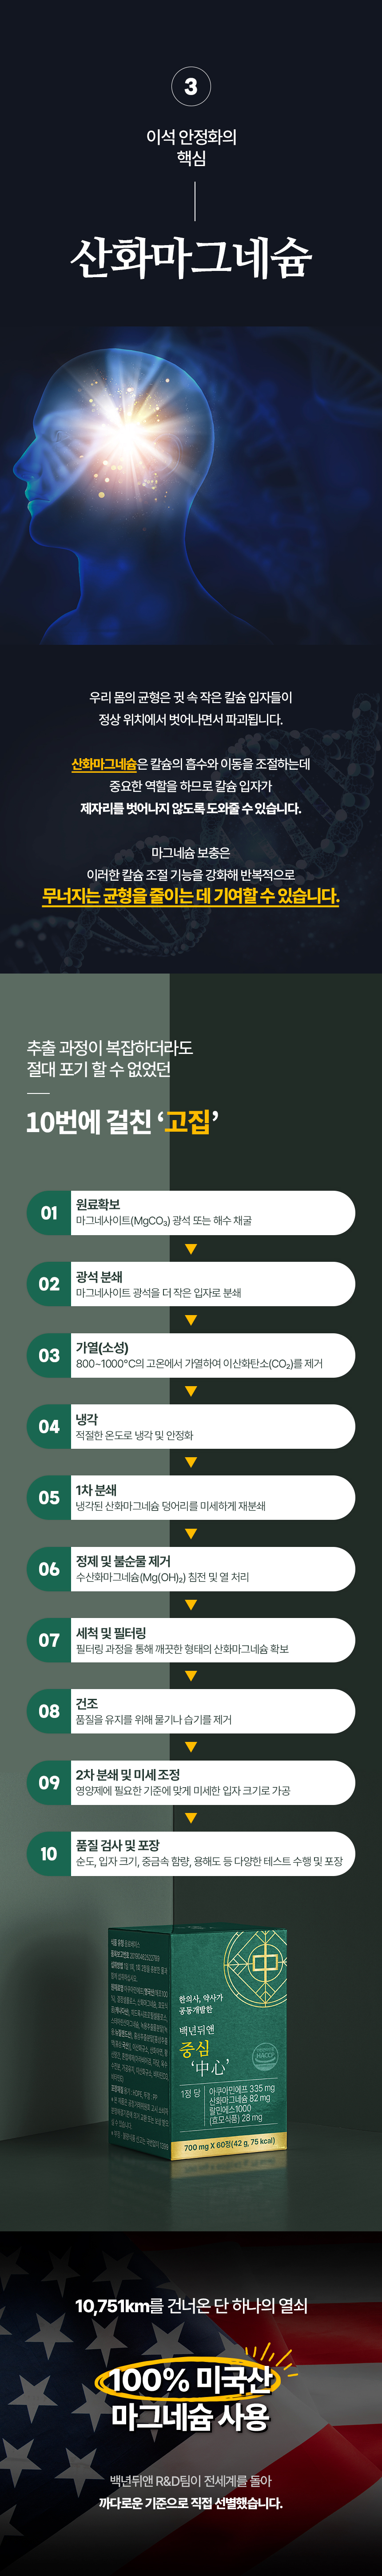 3
이석 안정화의
핵심
산화마그네슘
우리 몸의 균형은 귓 속 작은 칼슘 입자들이
정상 위치에서 벗어나면서 파괴됩니다.
산화마그네슘은 칼슘의 흡수와 이동을 조절하는데
중요한 역할을 하므로 칼슘 입자가
제자리를 벗어나지 않도록 도와줄 수 있습니다.
마그네슘 보충은
이러한 칼슘 조절 기능을 강화해 반복적으로
무너지는 균형을 줄이는 데 기여할 수 있습니다.
추출 과정이 복잡하더라도
절대 포기 할 수 없었던
10번에 걸친 ‘고집’
01
원료확보
마그네사이트(MgCO₃) 광석 또는 해수 채굴
02
광석 분쇄
마그네사이트 광석을 더 작은 입자로 분쇄
03
가열(소성)
800~1000°C의 고온에서 가열하여 이산화탄소(CO₂)를 제거
04
냉각
적절한 온도로 냉각 및 안정화
05
1차 분쇄
냉각된 산화마그네슘 덩어리를 미세하게 재분쇄
06
정제 및 불순물 제거
수산화마그네슘(Mg(OH)₂) 침전 및 열 처리
07
세척 및 필터링
필터링 과정을 통해 깨끗한 형태의 산화마그네슘 확보
08
건조
품질을 유지를 위해 물기나 습기를 제거
09
2차 분쇄 및 미세 조정
영양제에 필요한 기준에 맞게 미세한 입자 크기로 가공
10
품질 검사 및 포장
순도, 입자 크기, 중금속 함량, 용해도 등 다양한 테스트 수행 및 포장
한의사, 약사가
공동개발한
백년뒤앤
중심
‘中心’
HACCP
1정 당
아쿠아민에프 335 mg
산화마그네슘 82 mg
팔민에스1000
(효모식품) 28 mg
700 mg X 60정(42 g, 75 kcal)
10,751km를 건너온 단 하나의 열쇠
100% 미국산
마그네슘 사용
백년뒤앤 R&D팀이 전세계를 돌아
까다로운 기준으로 직접 선별했습니다.